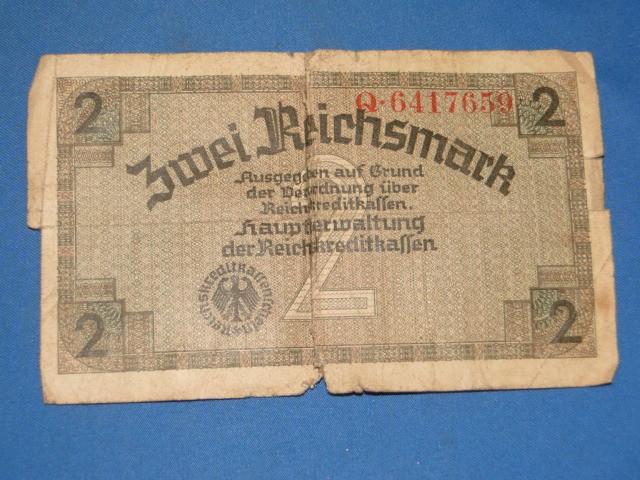 Q·6417659
2 2
Zwei Reichsmark
Ausgegeben auf Grund
der Verordnung über
Reichskreditkassen.
Hauptverwaltung
der Reichskreditkassen
2
2 2